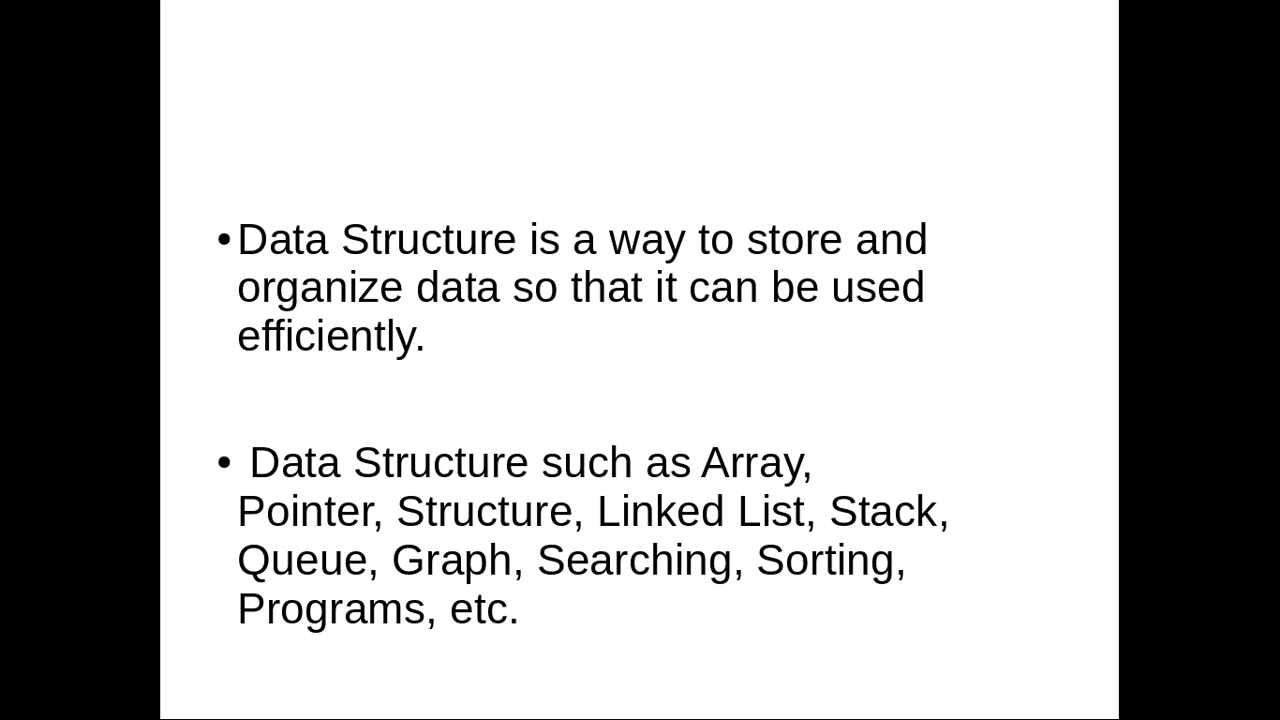 •Data Structure is a way to store and
organize data so that it can be used
efficiently.
• Data Structure such as Array,
Pointer, Structure, Linked List, Stack,
Queue, Graph, Searching, Sorting,
Programs, etc.